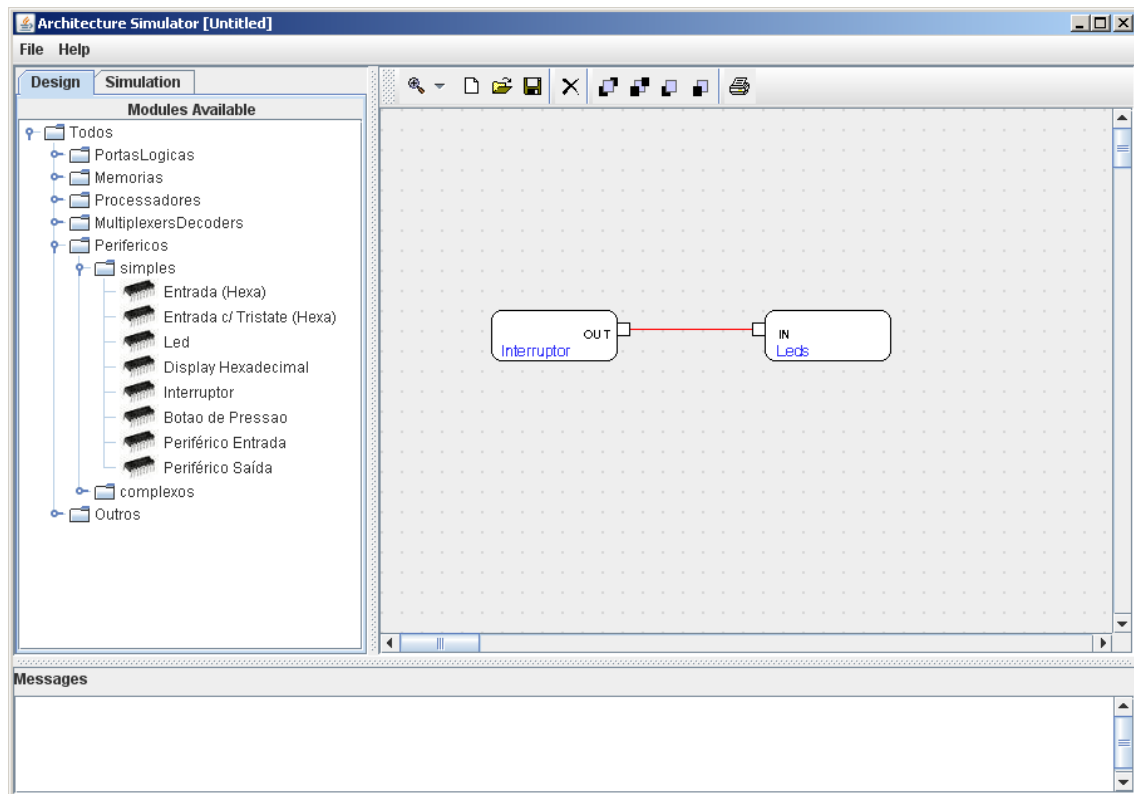 Architecture Simulator [Untitled]
File Help
Design Simulation
Modules Available
Todos
PortasLogicas
Memorias
Processadores
MultiplexersDecoders
Perifericos
simples
Entrada (Hexa)
Entrada c/ Tristate (Hexa)
Led
Display Hexadecimal
Interruptor
Botao de Pressao
Periférico Entrada
Periférico Saída
complexos
Outros
OUT
Interruptor
IN
Leds
Messages